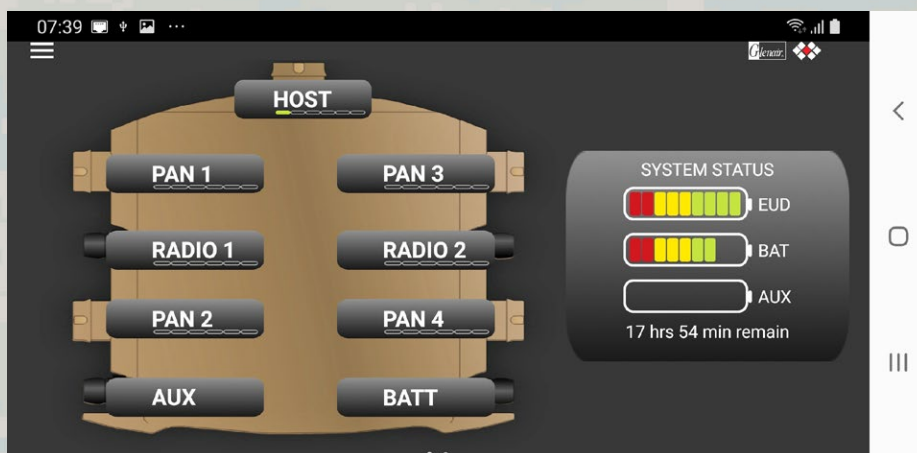 07:39
Glenair.
HOST
PAN 1
PAN 3
RADIO 1
RADIO 2
PAN 2
PAN 4
AUX
BATT
SYSTEM STATUS
EUD
BAT
AUX
17 hrs 54 min remain